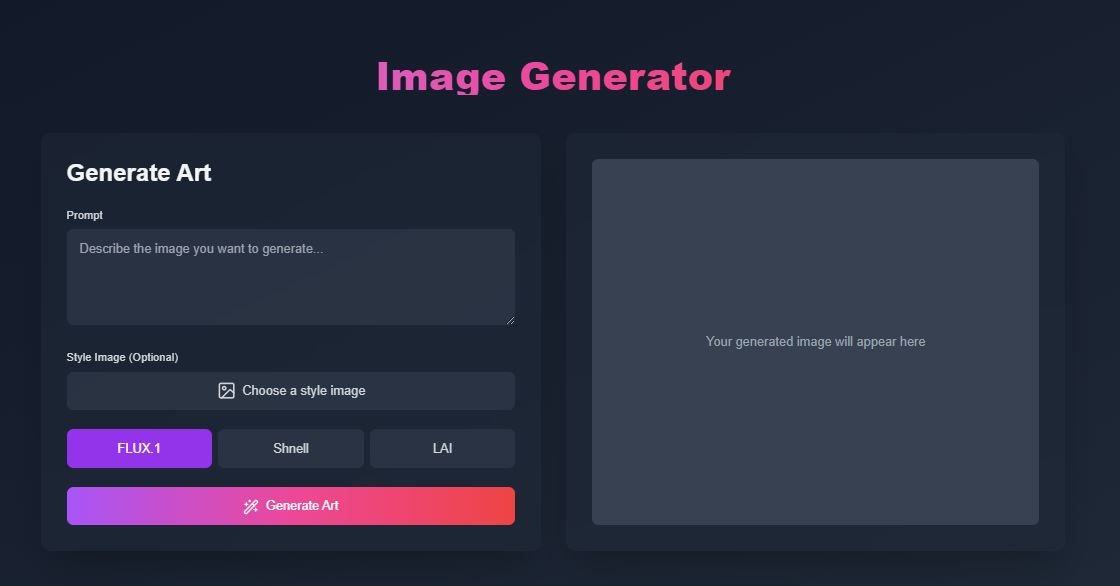 Image Generator
Generate Art
Prompt
Describe the image you want to generate...
Style Image (Optional)
Choose a style image
FLUX.1
Shnell
LAI
Generate Art
Your generated image will appear here